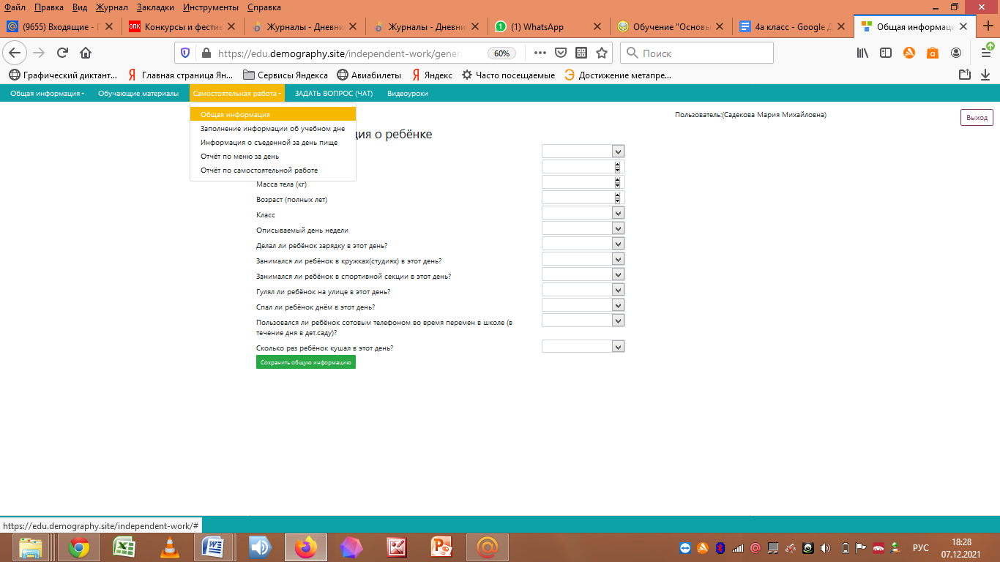 Файл Правка Вид Журнал Закладки Инструменты Справка
(9655) Входящие - Конкурсы и фестив Журналы - Дневни Журналы - Дневни (1) WhatsApp Обучение "Основы 4а класс - Google Общая информаци
https://edu.demography.site/independent-work/gener 60% Поиск
Графический диктант... Главная страница Ян... Сервисы Яндекса Авиабилеты Яндекс Часто посещаемые Достижение метапре...
Общая информация Обучающие материалы Самостоятельная работа ЗАДАТЬ ВОПРОС (ЧАТ) Видеоуроки
Общая информация
Заполнение информации об учебном дне
Информация о съеденной за день пище
Отчёт по меню за день
Отчёт по самостоятельной работе
Пользователь:(Садекова Мария Михайловна)
Выход
ция о ребёнке
Масса тела (кг)
Возраст (полных лет)
Класс
Описываемый день недели
Делал ли ребёнок зарядку в этот день?
Занимался ли ребёнок в кружках(студиях) в этот день?
Занимался ли ребёнок в спортивной секции в этот день?
Гулял ли ребёнок на улице в этот день?
Спал ли ребёнок днём в этот день?
Пользовался ли ребёнок сотовым телефоном во время перемен в школе (в
течение дня в дет.саду)?
Сколько раз ребёнок кушал в этот день?
Сохранить общую информацию
https://edu.demography.site/independent-work/#
РУС
18:28
07.12.2021